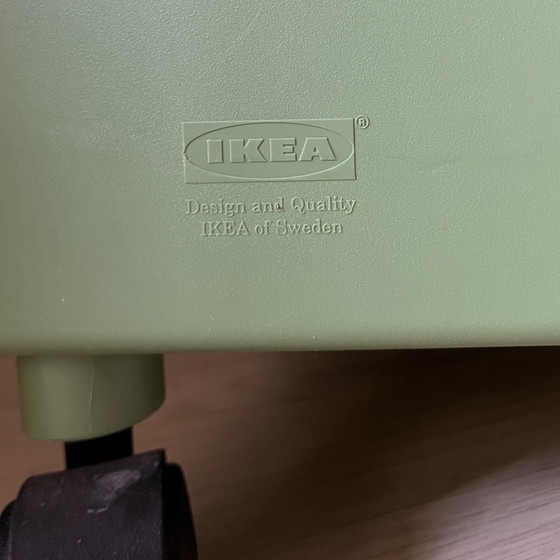 IKEA®
Design and Quality
IKEA of Sweden